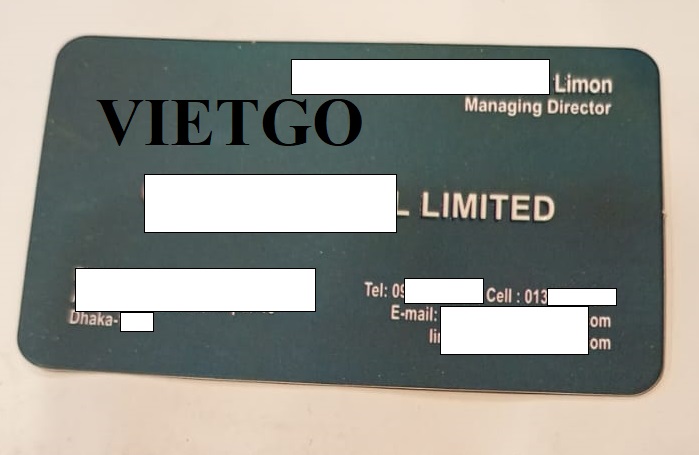 Limon
Managing Director
VIETGO
L LIMITED
Tel: 09 Cell : 013
Dhaka- E-mail: om
li om